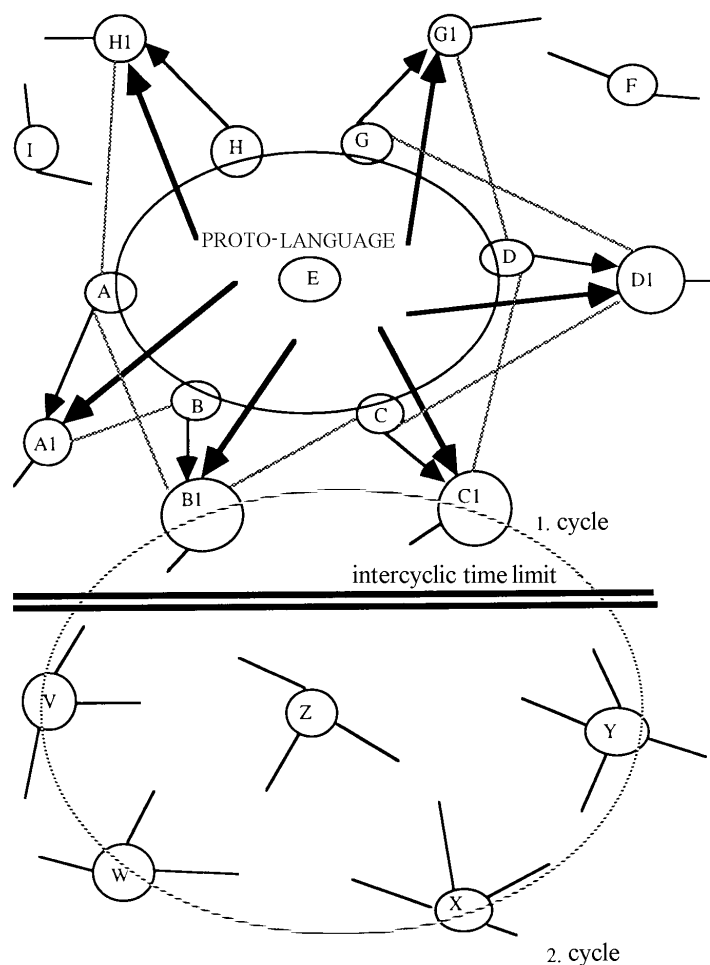 H1
G1
F
I
H
G
PROTO-LANGUAGE
D
E
D1
A
B
C
A1
B1
C1
1. cycle
intercyclic time limit
V
Z
Y
W
X
2. cycle